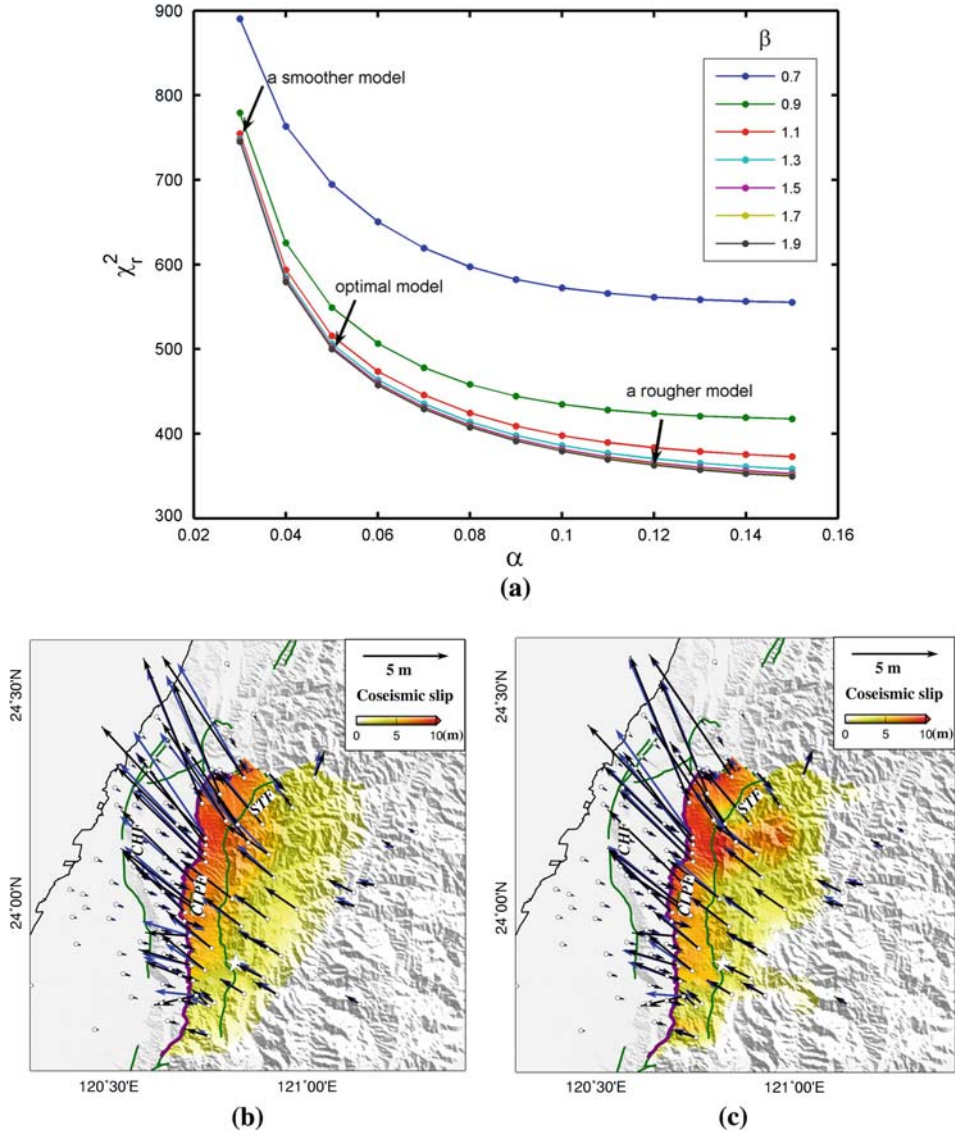 900
800
700
600
500
400
300
χr2
0.02
0.04
0.06
0.08
0.1
0.12
0.14
0.16
α
a smoother model
optimal model
a rougher model
β
0.7
0.9
1.1
1.3
1.5
1.7
1.9
(a)
5 m
Coseismic slip
0 5 10(m)
24°30'N
24°00'N
120°30'E
121°00'E
CHF
CLPF
STF
(b)
5 m
Coseismic slip
0 5 10(m)
24°30'N
24°00'N
120°30'E
121°00'E
CHF
CLPF
STF
(c)